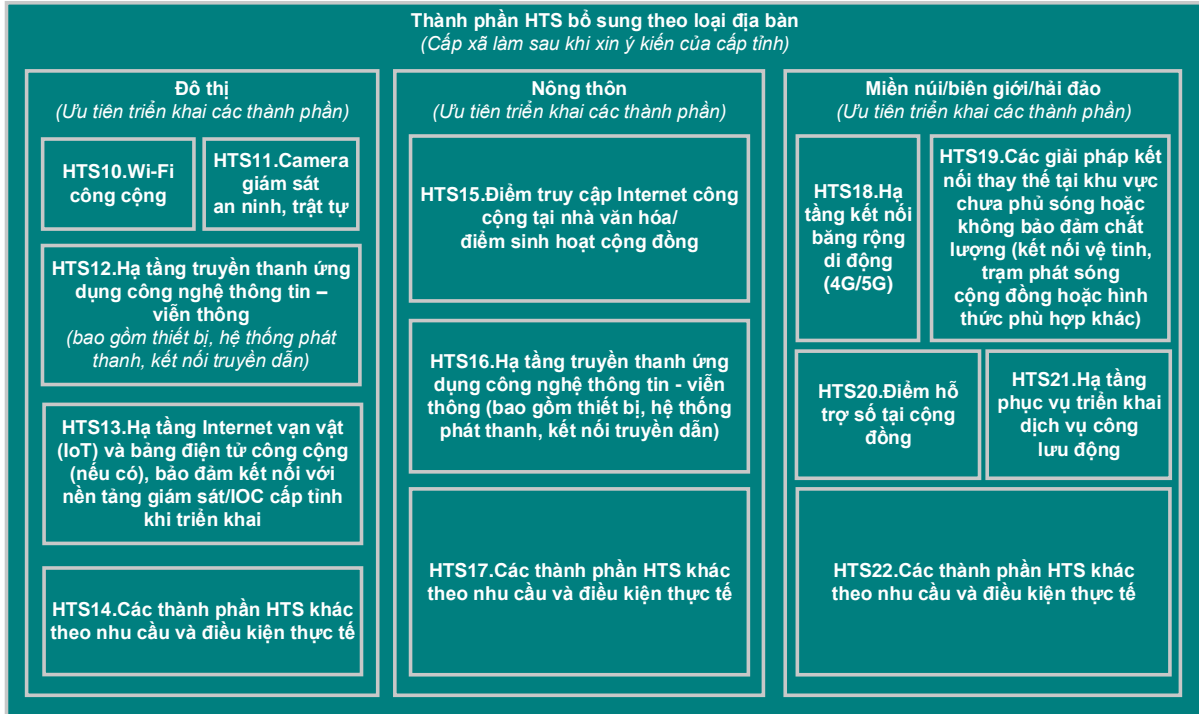 Thành phần HTS bổ sung theo loại địa bàn
(Cấp xã làm sau khi xin ý kiến của cấp tỉnh)
Đô thị
(Ưu tiên triển khai các thành phần)
HTS10.Wi-Fi
công cộng
HTS11.Camera
giám sát
an ninh, trật tự
HTS12.Hạ tầng truyền thanh ứng
dụng công nghệ thông tin –
viễn thông
(bao gồm thiết bị, hệ thống phát
thanh, kết nối truyền dẫn)
HTS13.Hạ tầng Internet vạn vật
(IoT) và bảng điện tử công cộng
(nếu có), bảo đảm kết nối với
nền tảng giám sát/IOC cấp tỉnh
khi triển khai
HTS14.Các thành phần HTS khác
theo nhu cầu và điều kiện thực tế
Nông thôn
(Ưu tiên triển khai các thành phần)
HTS15.Điểm truy cập Internet công
cộng tại nhà văn hóa/
điểm sinh hoạt cộng đồng
HTS16.Hạ tầng truyền thanh ứng
dụng công nghệ thông tin - viễn
thông (bao gồm thiết bị, hệ thống
phát thanh, kết nối truyền dẫn)
HTS17.Các thành phần HTS khác
theo nhu cầu và điều kiện thực tế
Miền núi/biên giới/hải đảo
(Ưu tiên triển khai các thành phần)
HTS18.Hạ
tầng kết nối
băng rộng
di động
(4G/5G)
HTS19.Các giải pháp kết
nối thay thế tại khu vực
chưa phủ sóng hoặc
không bảo đảm chất
lượng (kết nối vệ tinh,
trạm phát sóng
cộng đồng hoặc hình
thức phù hợp khác)
HTS20.Điểm hỗ
trợ số tại cộng
đồng
HTS21.Hạ tầng
phục vụ triển khai
dịch vụ công
lưu động
HTS22.Các thành phần HTS khác
theo nhu cầu và điều kiện thực tế